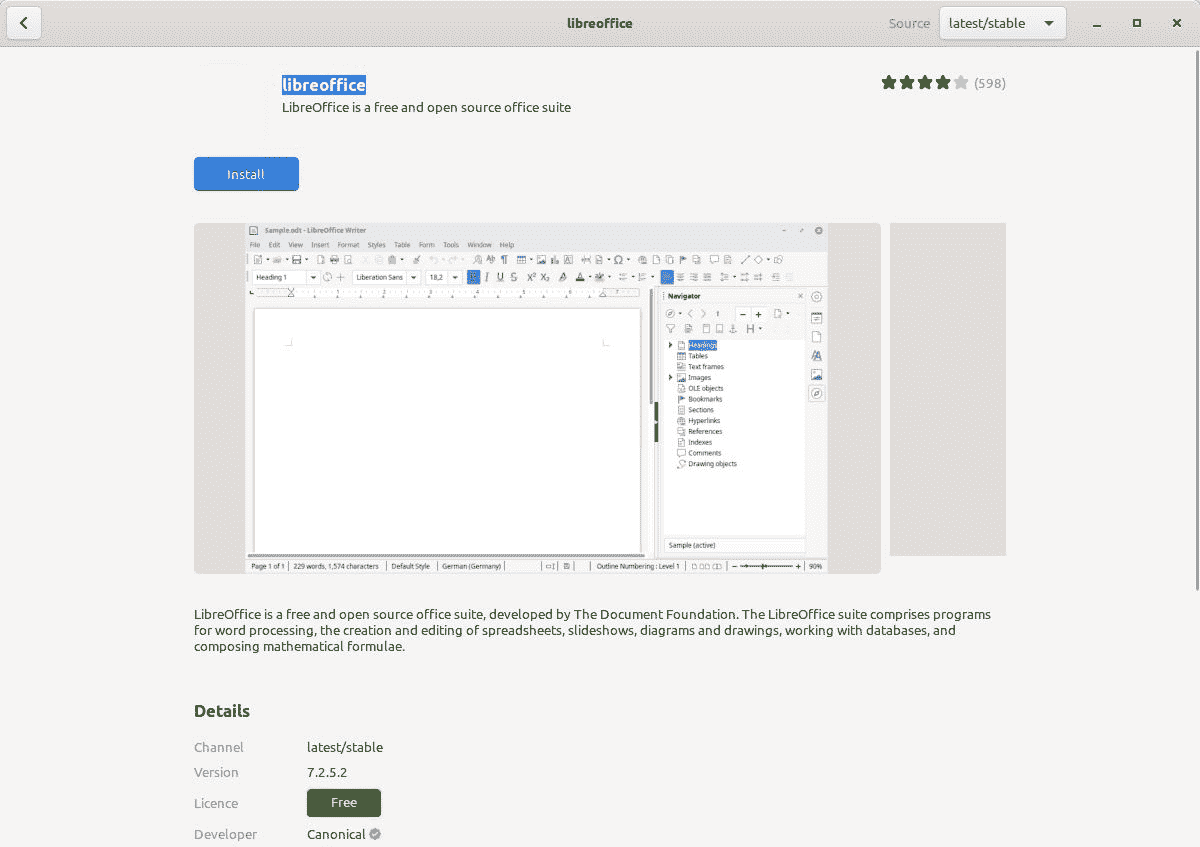 libreoffice
Source
latest/stable
libreoffice
LibreOffice is a free and open source office suite
(598)
Install
Sample.odt - LibreOffice Writer
File Edit View Insert Format Styles Table Form Tools Window Help
Heading 1 Liberation Sans 18,2
Navigator
Headings
Tables
Text frames
Images
OLE objects
Bookmarks
Sections
Hyperlinks
References
Indexes
Comments
Drawing objects
Sample (active)
Page 1 of 1 229 words, 1,574 characters Default Style German (Germany) Outline Numbering : Level 1 90%
LibreOffice is a free and open source office suite, developed by The Document Foundation. The LibreOffice suite comprises programs
for word processing, the creation and editing of spreadsheets, slideshows, diagrams and drawings, working with databases, and
composing mathematical formulae.
Details
Channel latest/stable
Version 7.2.5.2
Licence Free
Developer Canonical